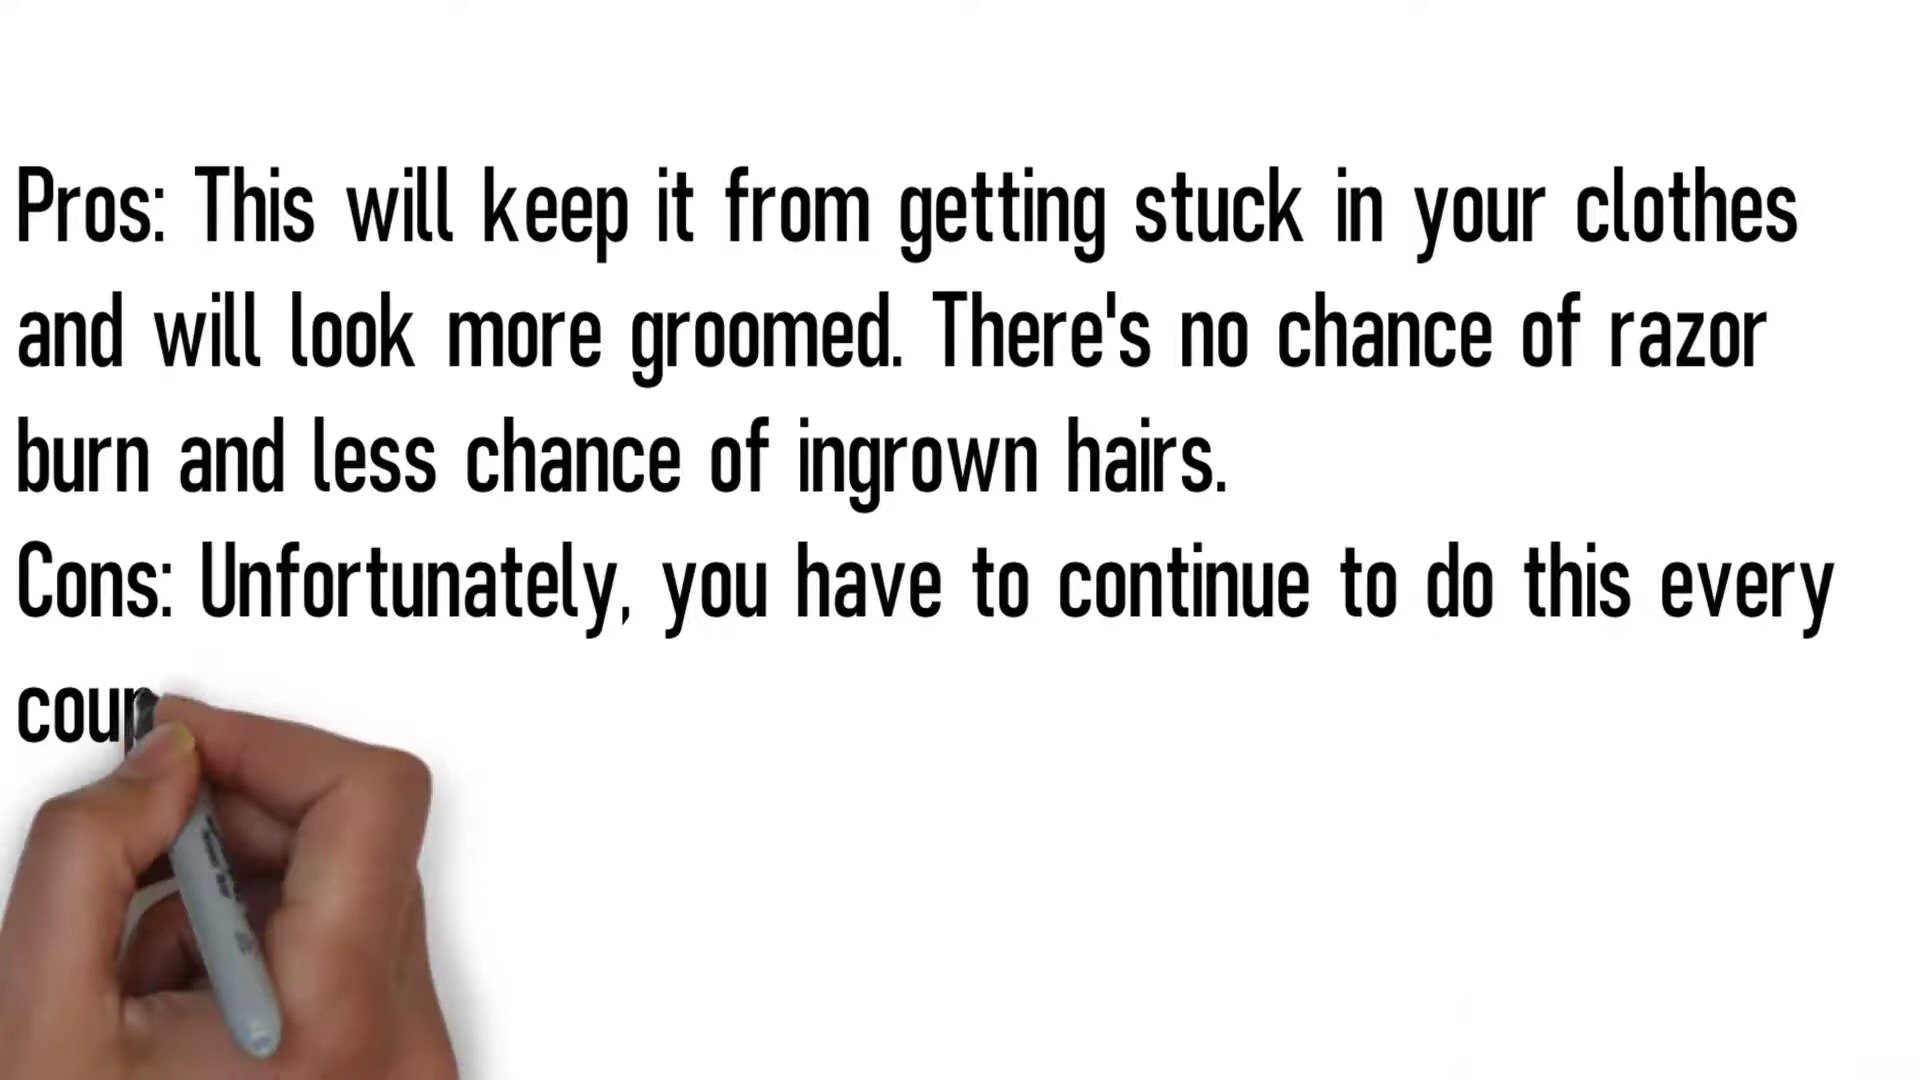 Pros: This will keep it from getting stuck in your clothes
and will look more groomed. There's no chance of razor
burn and less chance of ingrown hairs.
Cons: Unfortunately, you have to continue to do this every
coup